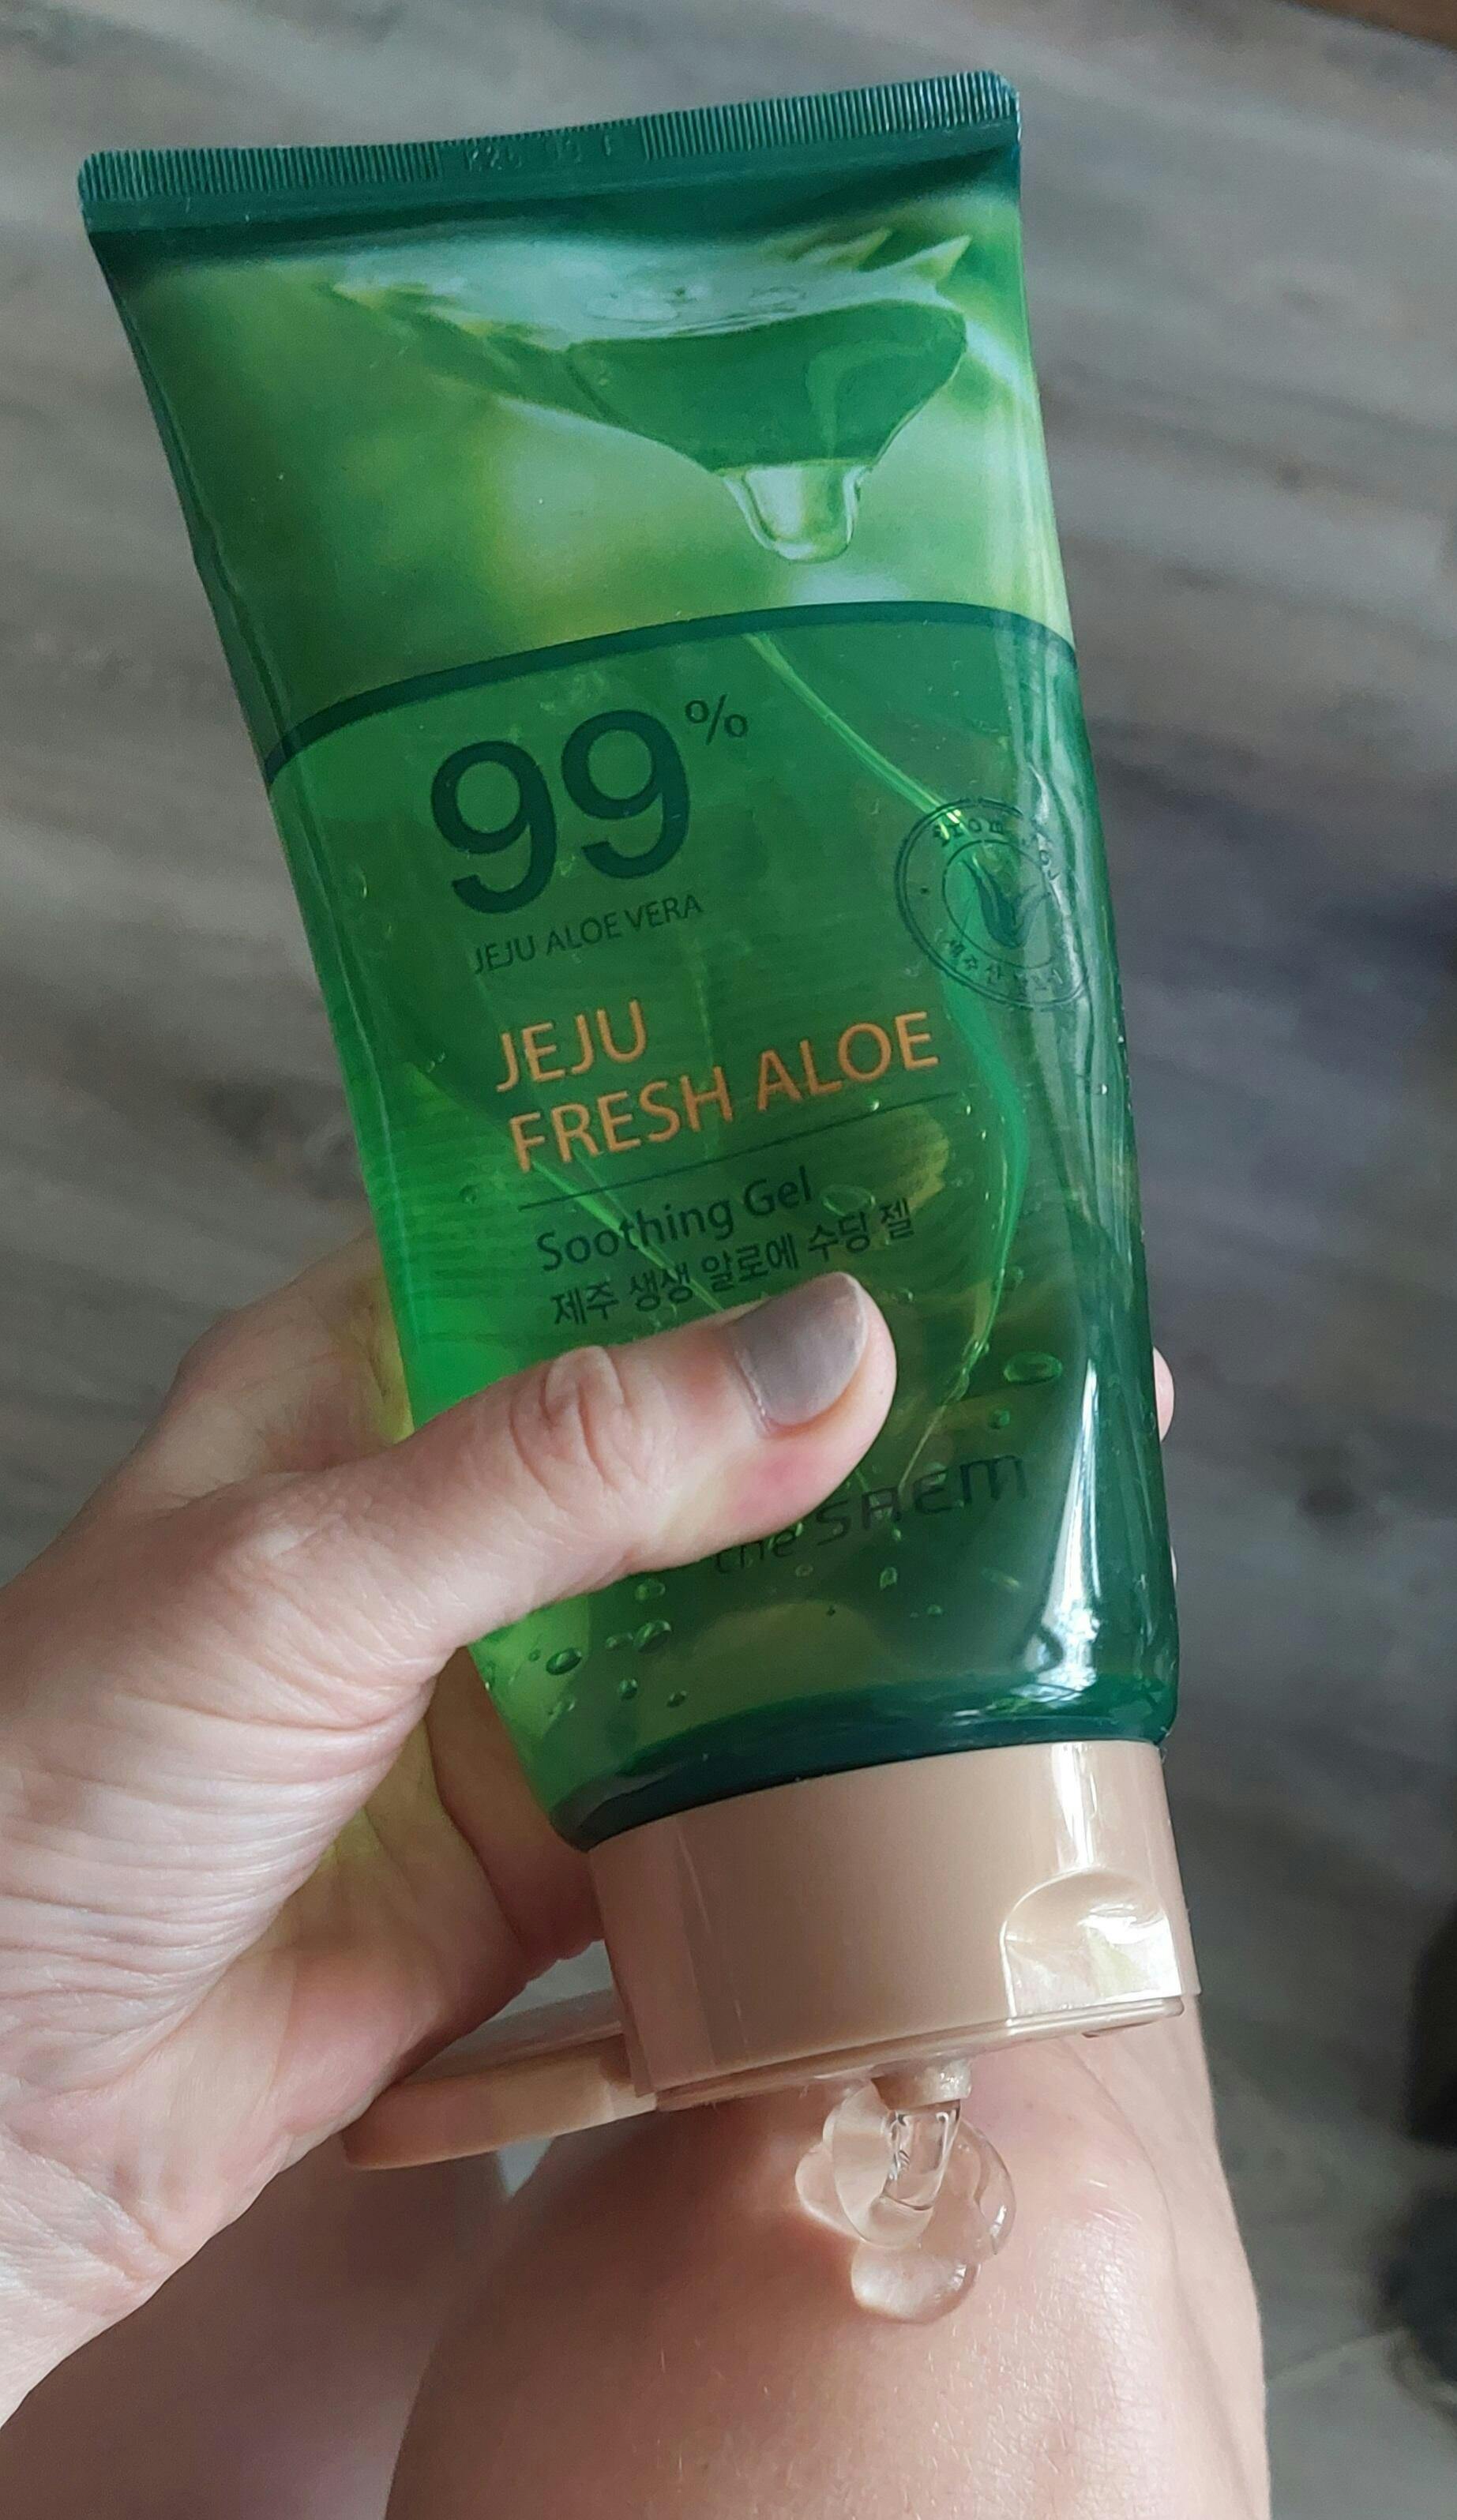 99%
JEJU ALOE VERA
JEJU
FRESH ALOE
Soothing Gel
제주 생생 알로에 수딩 젤
the SAEM
from